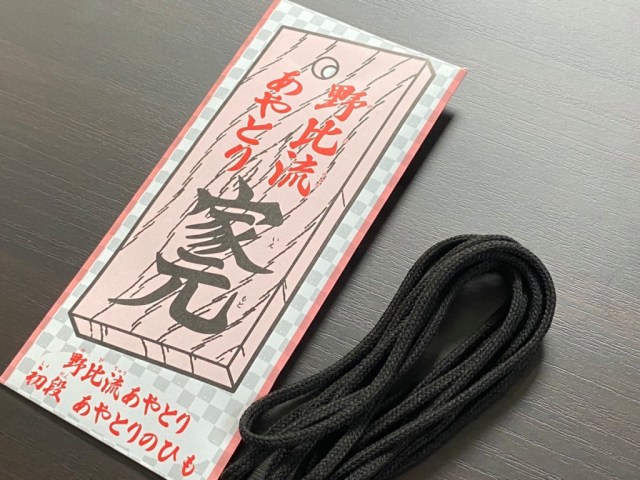 野比流
あやとり
家元
野比流あやとり
初段 あやとりのひも